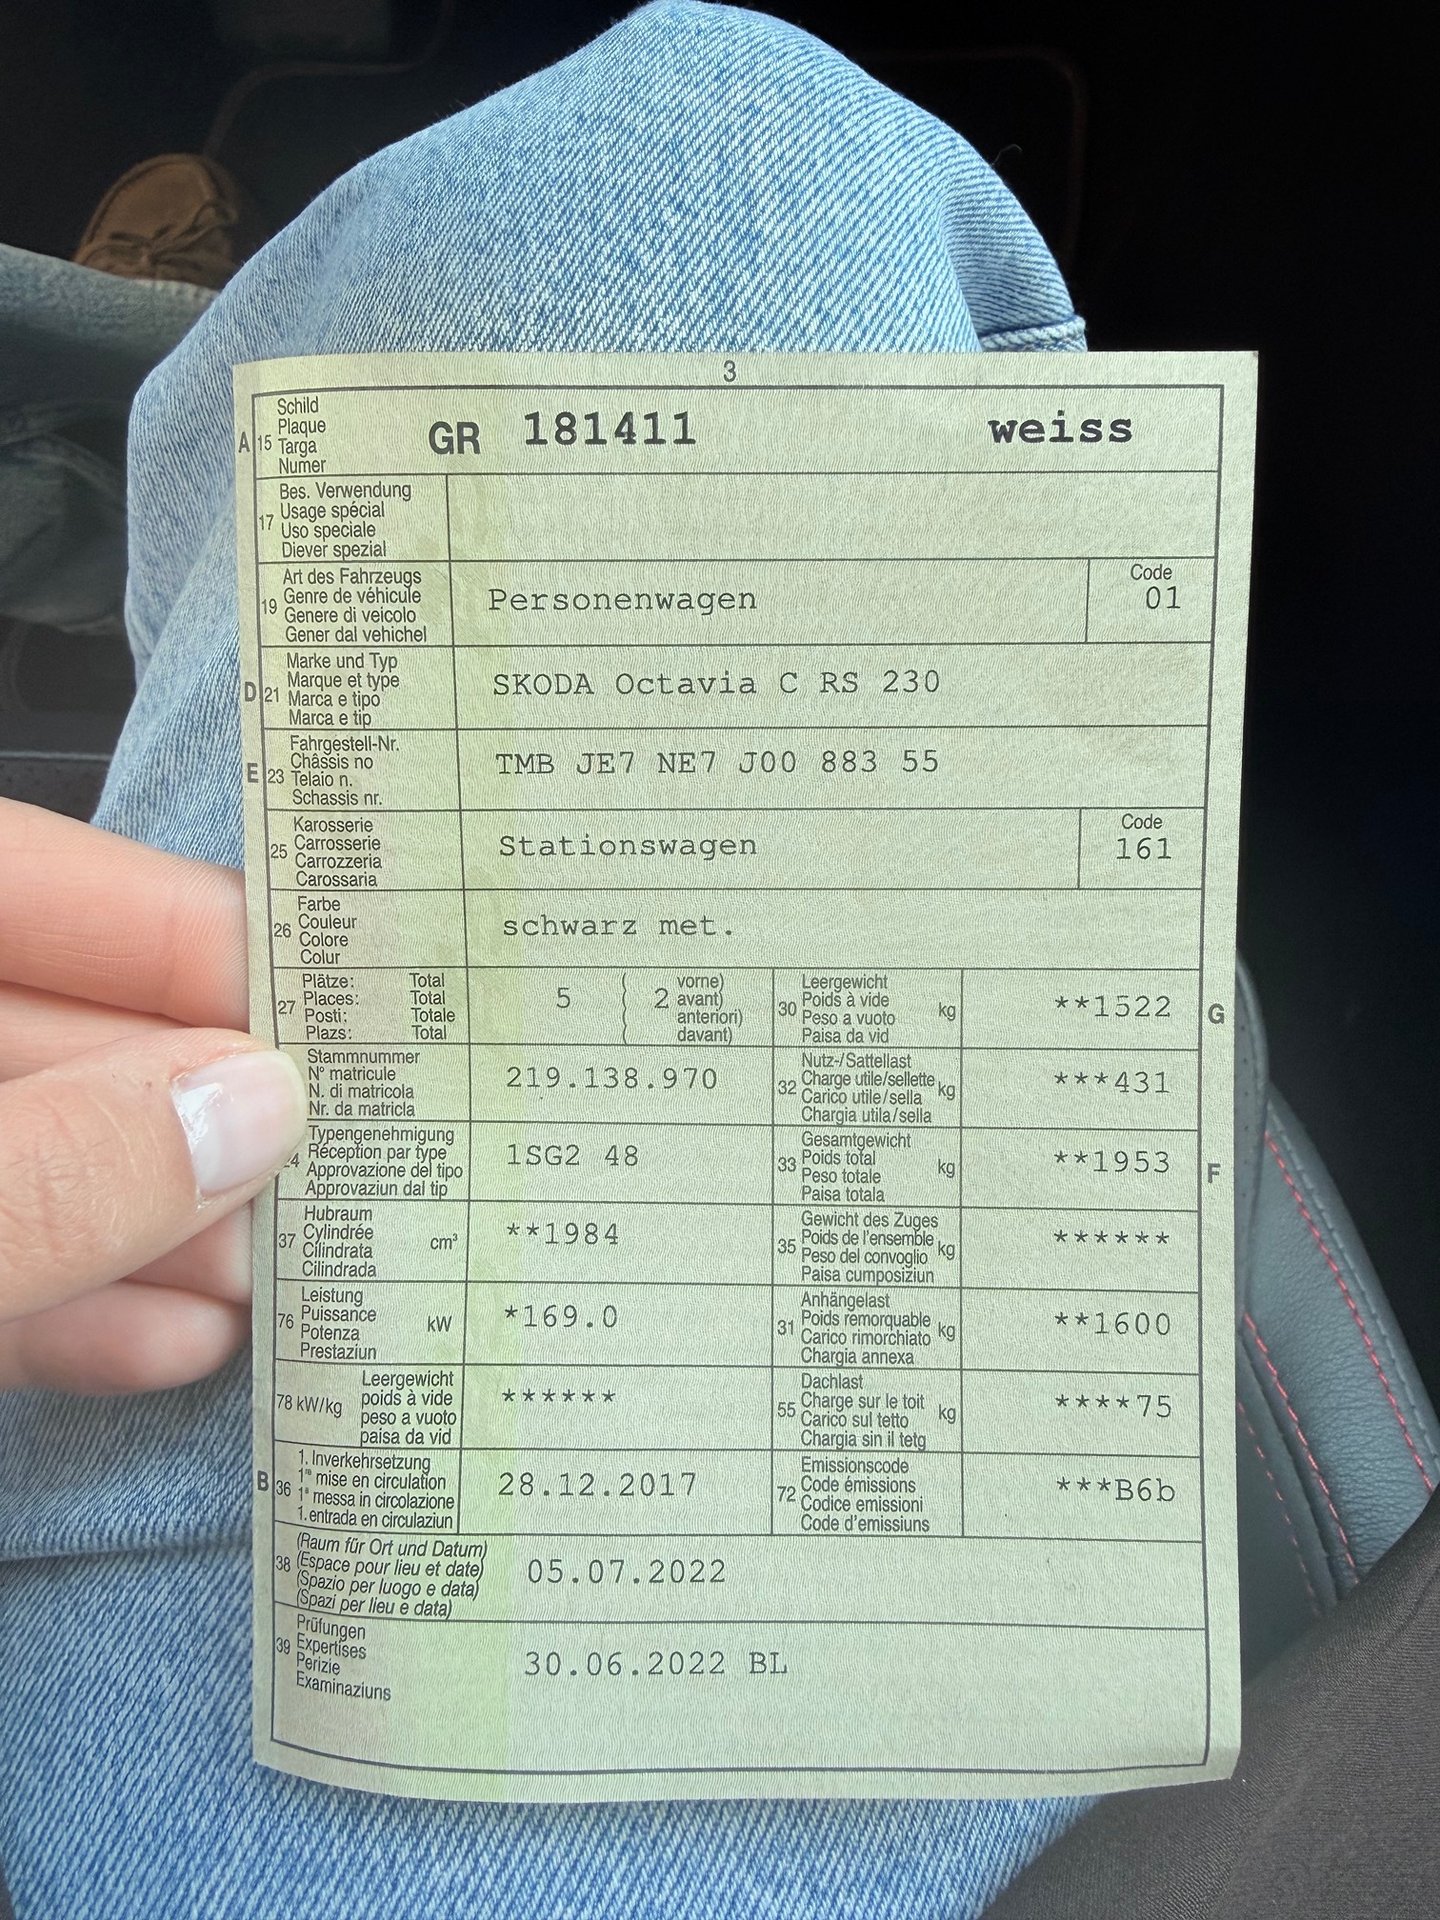 3
A 15 Schild
Plaque
Targa
Numer
GR 181411 weiss
17 Bes. Verwendung
Usage spécial
Uso speciale
Diever spezial
19 Art des Fahrzeugs
Genre de véhicule
Genere di veicolo
Gener dal vehichel
Personenwagen
Code
01
D 21 Marke und Typ
Marque et type
Marca e tipo
Marca e tip
SKODA Octavia C RS 230
E 23 Fahrgestell-Nr.
Châssis no
Telaio n.
Schassis nr.
TMB JE7 NE7 J00 883 55
25 Karosserie
Carrosserie
Carrozzeria
Carossaria
Stationswagen
Code
161
26 Farbe
Couleur
Colore
Colur
schwarz met.
27 Plätze: Total
Places: Total
Posti: Totale
Plazs: Total
5 ( 2 vorne)
( avant)
( anteriori)
( davant)
30 Leergewicht
Poids à vide
Peso a vuoto
Paisa da vid
kg
**1522
G
Stammnummer
N° matricule
N. di matricola
Nr. da matricla
219.138.970
32 Nutz-/Sattellast
Charge utile/sellette
Carico utile/sella
Chargia utila/sella
kg
***431
Typengenehmigung
Réception par type
Approvazione del tipo
Approvaziun dal tip
1SG2 48
33 Gesamtgewicht
Poids total
Peso totale
Paisa totala
kg
**1953
F
37 Hubraum
Cylindrée
Cilindrata
Cilindrada
cm³
**1984
35 Gewicht des Zuges
Poids de l'ensemble
Peso del convoglio
Paisa cumposiziun
kg
******
76 Leistung
Puissance
Potenza
Prestaziun
kW
*169.0
31 Anhängelast
Poids remorquable
Carico rimorchiato
Chargia annexa
kg
**1600
78 kW/kg Leergewicht
poids à vide
peso a vuoto
paisa da vid
******
55 Dachlast
Charge sur le toit
Carico sul tetto
Chargia sin il tetg
kg
****75
B 36 1. Inverkehrsetzung
1re mise en circulation
1a messa in circolazione
1. entrada en circulaziun
28.12.2017
72 Emissionscode
Code émissions
Codice emissioni
Code d'emissiuns
***B6b
38 (Raum für Ort und Datum)
(Espace pour lieu et date)
(Spazio per luogo e data)
(Spazi per lieu e data)
05.07.2022
39 Prüfungen
Expertises
Perizie
Examinaziuns
30.06.2022 BL